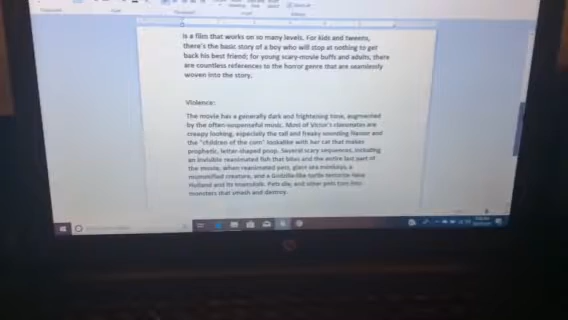 is a film that works on so many levels. For kids and tweens,
there's the basic story of a boy who will stop at nothing to get
back his best friend; for young scary-movie buffs and adults, there
are countless references to the horror genre that are seamlessly
woven into the story.
Violence:
The movie has a generally dark and frightening tone, augmented
by the often-suspenseful music. Most of Victor's classmates are
creepy looking, especially the tall and freaky sounding Nassor and
the "children of the corn" lookalike with her cat that makes
prophetic, letter-shaped poop. Several scary sequences, including
an invisible reanimated fish that bites and the entire last part of
the movie, when reanimated pets, giant sea monkeys, a
mummified creature, and a Godzilla-like turtle terrorize New
Holland and its townsfolk. Pets die, and other pets turn into
monsters that smash and destroy.